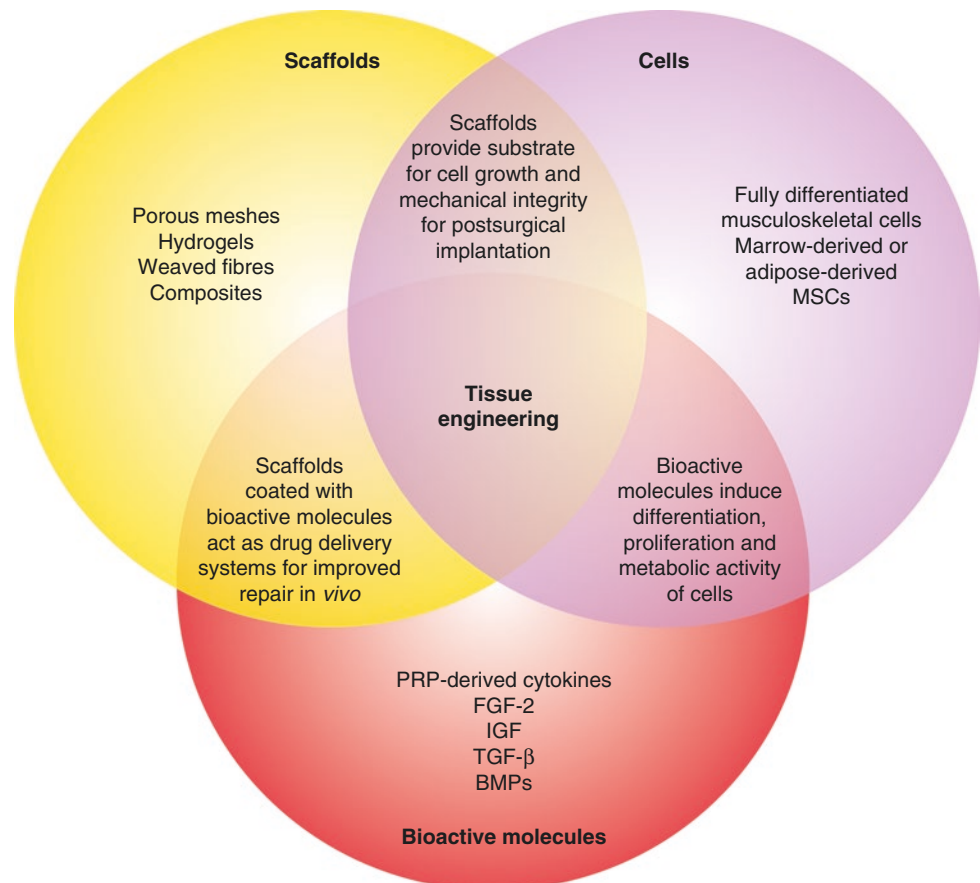 Scaffolds
Cells
Scaffolds
provide substrate
for cell growth and
mechanical integrity
for postsurgical
implantation
Porous meshes
Hydrogels
Weaved fibres
Composites
Fully differentiated
musculoskeletal cells
Marrow-derived or
adipose-derived
MSCs
Tissue
engineering
Scaffolds
coated with
bioactive molecules
act as drug delivery
systems for improved
repair in vivo
Bioactive
molecules induce
differentiation,
proliferation and
metabolic activity
of cells
PRP-derived cytokines
FGF-2
IGF
TGF-β
BMPs
Bioactive molecules